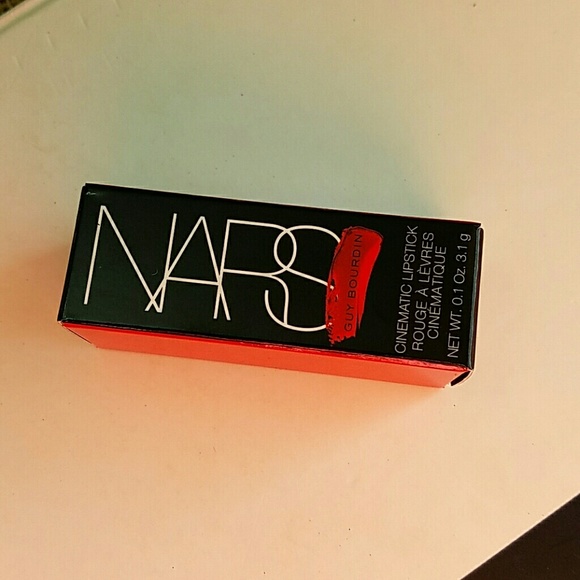 NARS
GUY BOURDIN
CINEMATIC LIPSTICK
ROUGE À LÈVRES
CINÉMATIQUE
NET WT. 0.1 Oz. 3.1 g